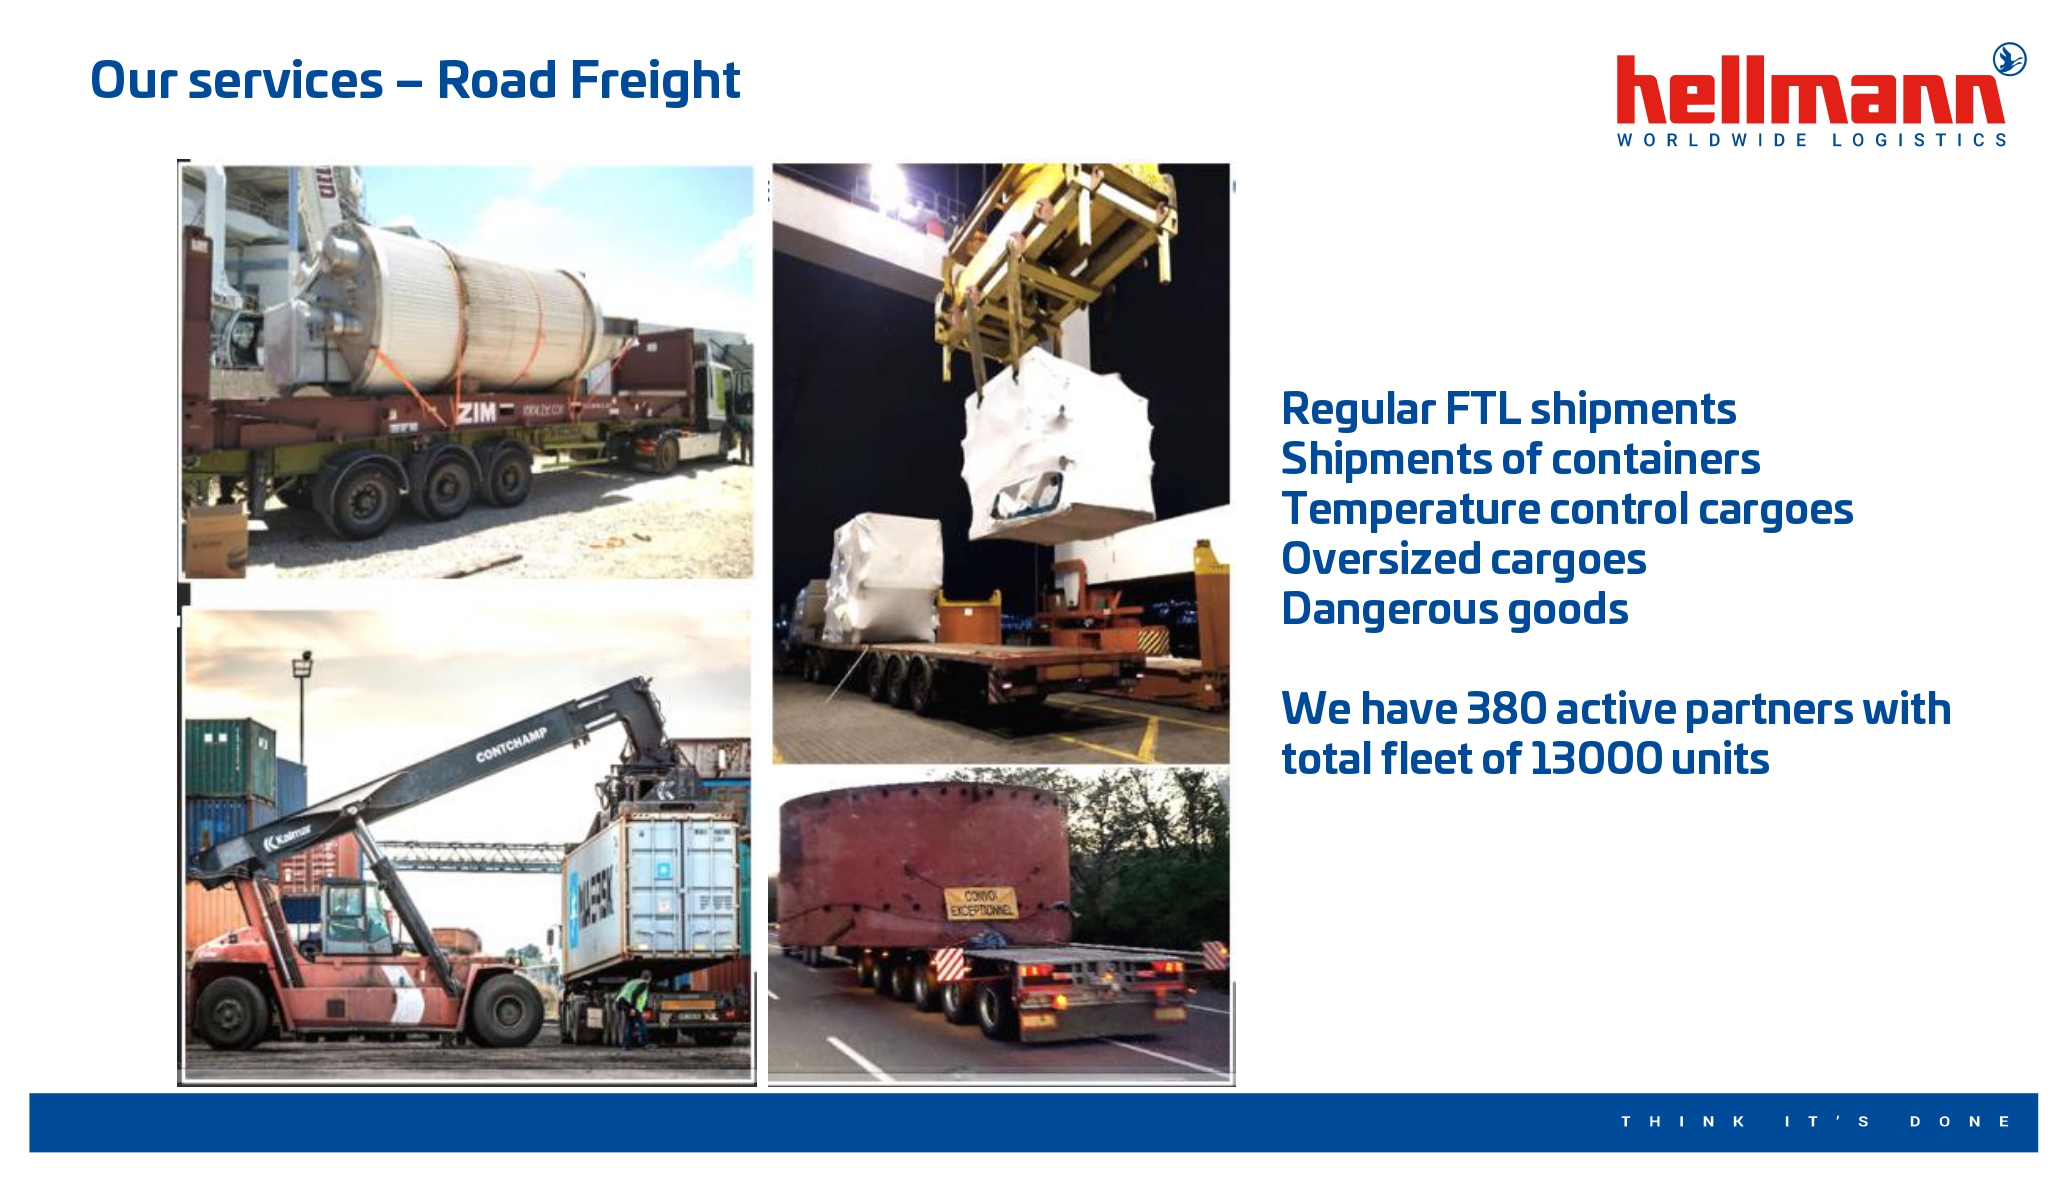 Our services – Road Freight
hellmann
WORLDWIDE LOGISTICS
ZIM
CONTCHAMP
Kalmar
MAERSK
CONVOI
EXCEPTIONNEL
Regular FTL shipments
Shipments of containers
Temperature control cargoes
Oversized cargoes
Dangerous goods
We have 380 active partners with
total fleet of 13000 units
THINK IT'S DONE